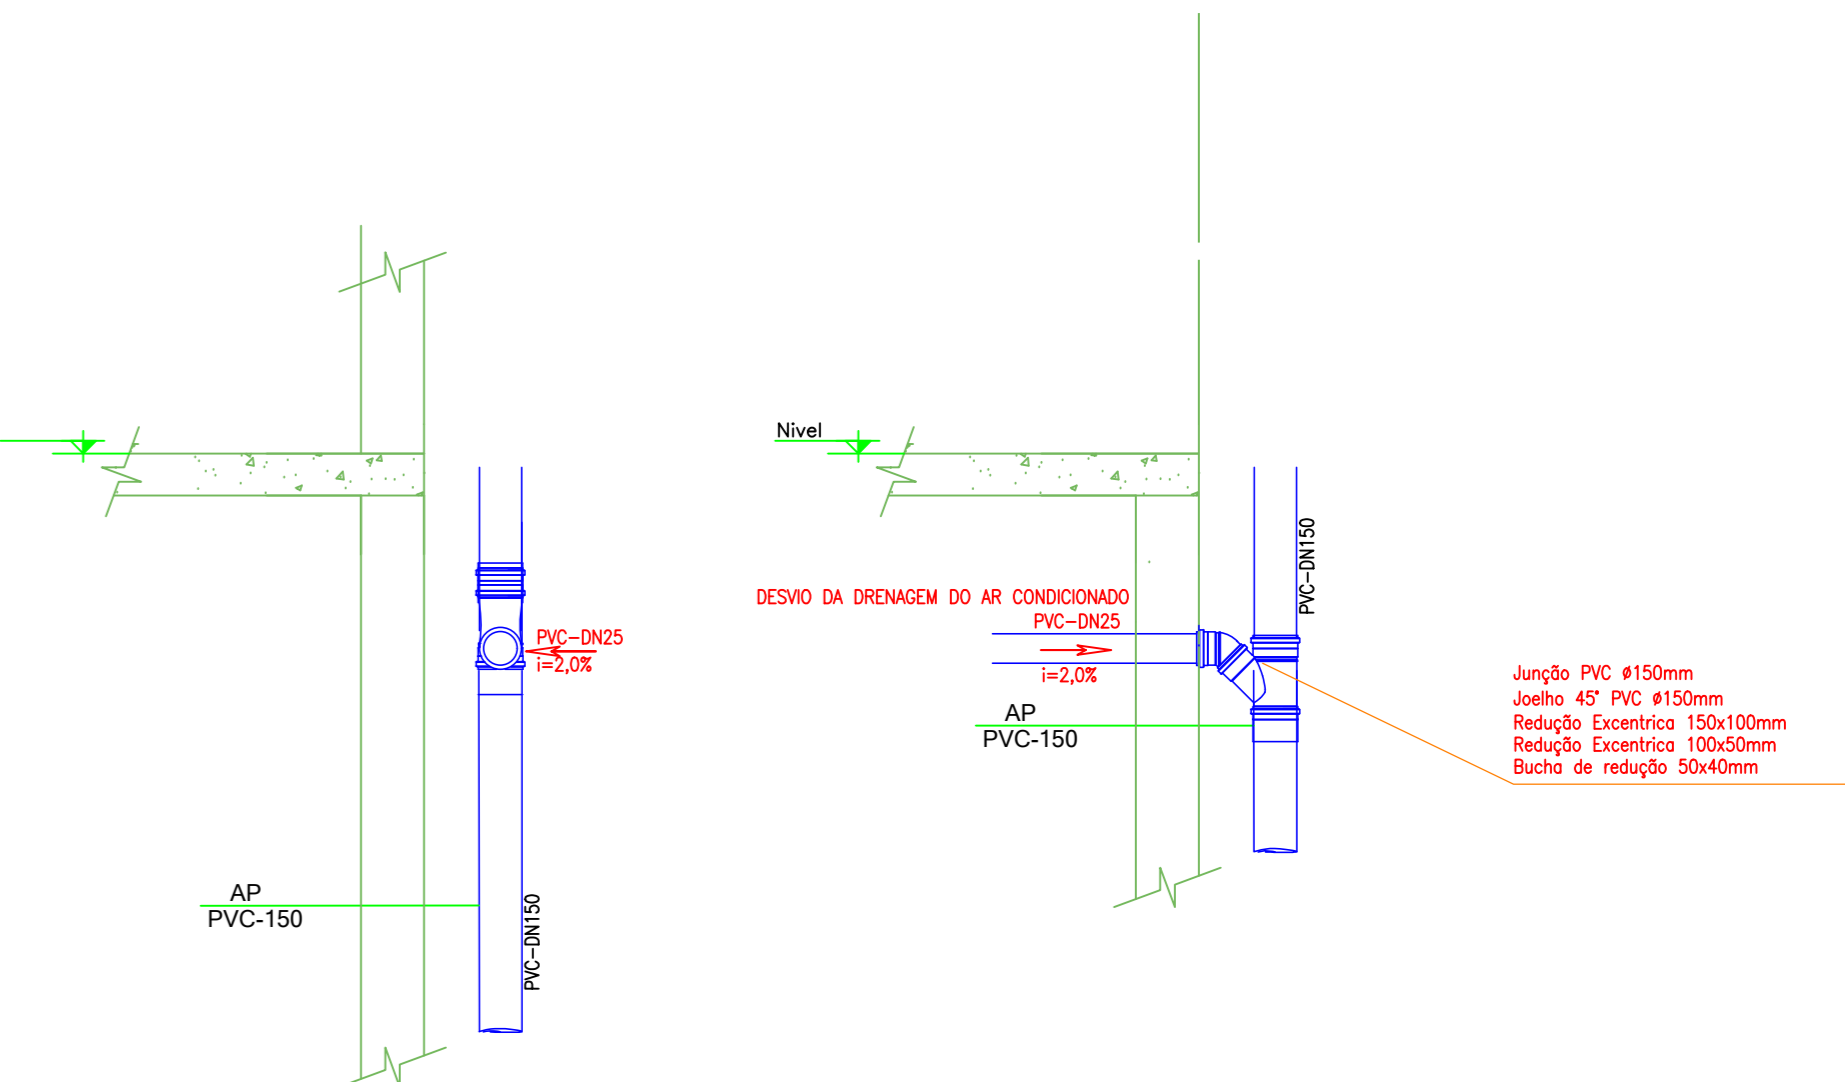 PVC-DN25
i=2,0%
AP
PVC-150
PVC-DN150
Nivel
DESVIO DA DRENAGEM DO AR CONDICIONADO
PVC-DN25
i=2,0%
AP
PVC-150
PVC-DN150
Junção PVC ø150mm
Joelho 45° PVC ø150mm
Redução Excentrica 150x100mm
Redução Excentrica 100x50mm
Bucha de redução 50x40mm